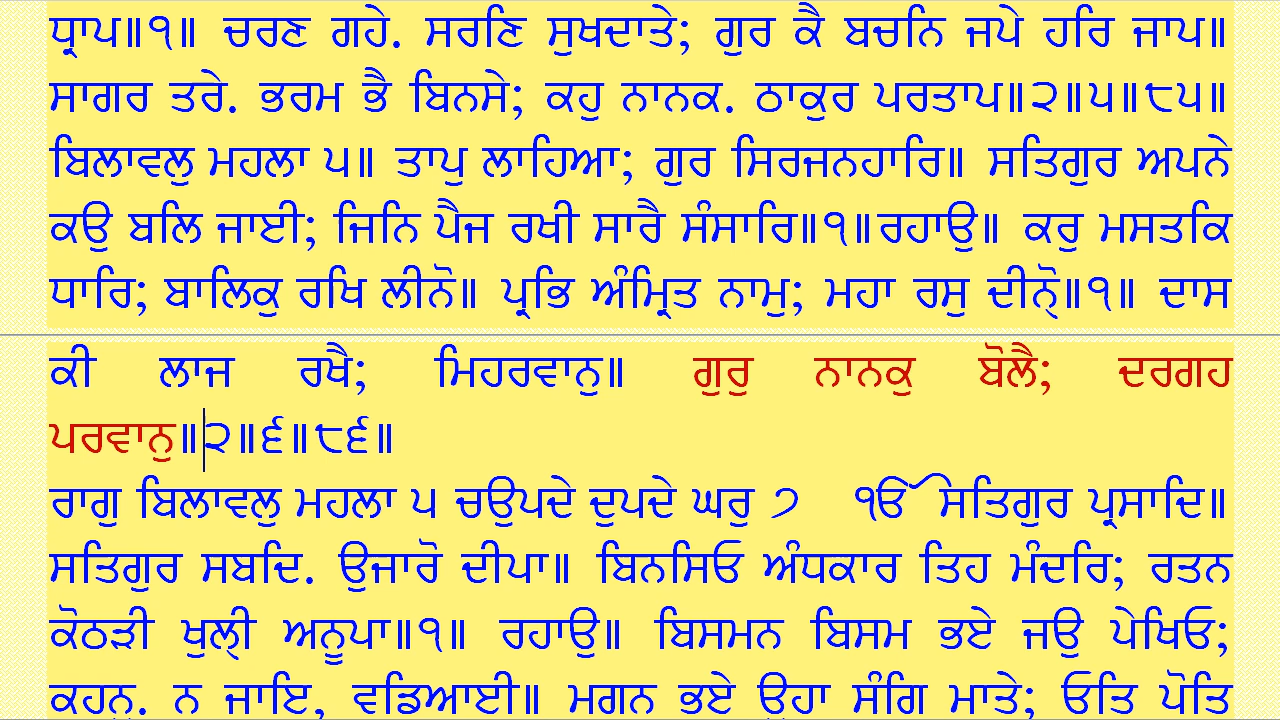 ਧ੍ਰਾਪ॥੧॥ ਚਰਣ ਗਹੇ. ਸਰਣਿ ਸੁਖਦਾਤੇ; ਗੁਰ ਕੈ ਬਚਨਿ ਜਪੇ ਹਰਿ ਜਾਪ॥
ਸਾਗਰ ਤਰੇ. ਭਰਮ ਭੈ ਬਿਨਸੇ; ਕਹੁ ਨਾਨਕ. ਠਾਕੁਰ ਪਰਤਾਪ॥੨॥੫॥੮੫॥
ਬਿਲਾਵਲੁ ਮਹਲਾ ੫॥ ਤਾਪੁ ਲਾਹਿਆ; ਗੁਰ ਸਿਰਜਨਹਾਰਿ॥ ਸਤਿਗੁਰ ਅਪਨੇ
ਕਉ ਬਲਿ ਜਾਈ; ਜਿਨਿ ਪੈਜ ਰਖੀ ਸਾਰੈ ਸੰਸਾਰਿ॥੧॥ਰਹਾਉ॥ ਕਰੁ ਮਸਤਕਿ
ਧਾਰਿ; ਬਾਲਿਕੁ ਰਖਿ ਲੀਨੋ॥ ਪ੍ਰਭਿ ਅੰਮ੍ਰਿਤ ਨਾਮੁ; ਮਹਾ ਰਸੁ ਦੀਨੋ੍॥੧॥ ਦਾਸ
ਕੀ ਲਾਜ ਰਖੈ; ਮਿਹਰਵਾਨੁ॥ ਗੁਰੁ ਨਾਨਕੁ ਬੋਲੈ; ਦਰਗਹ
ਪਰਵਾਨੁ॥੨॥੬॥੮੬॥
ਰਾਗੁ ਬਿਲਾਵਲੁ ਮਹਲਾ ੫ ਚਉਪਦੇ ਦੁਪਦੇ ਘਰੁ ੭ ੴ ਸਤਿਗੁਰ ਪ੍ਰਸਾਦਿ॥
ਸਤਿਗੁਰ ਸਬਦਿ. ਉਜਾਰੋ ਦੀਪਾ॥ ਬਿਨਸਿਓ ਅੰਧਕਾਰ ਤਿਹ ਮੰਦਰਿ; ਰਤਨ
ਕੋਠੜੀ ਖੁਲੀ੍ ਅਨੂਪਾ॥੧॥ ਰਹਾਉ॥ ਬਿਸਮਨ ਬਿਸਮ ਭਏ ਜਉ ਪੇਖਿਓ;
ਕਹਨੁ. ਨ ਜਾਇ, ਵਡਿਆਈ॥ ਮਗਨ ਭਏ ਊਹਾ ਸੰਗਿ ਮਾਤੇ; ਓਤਿ ਪੋਤਿ